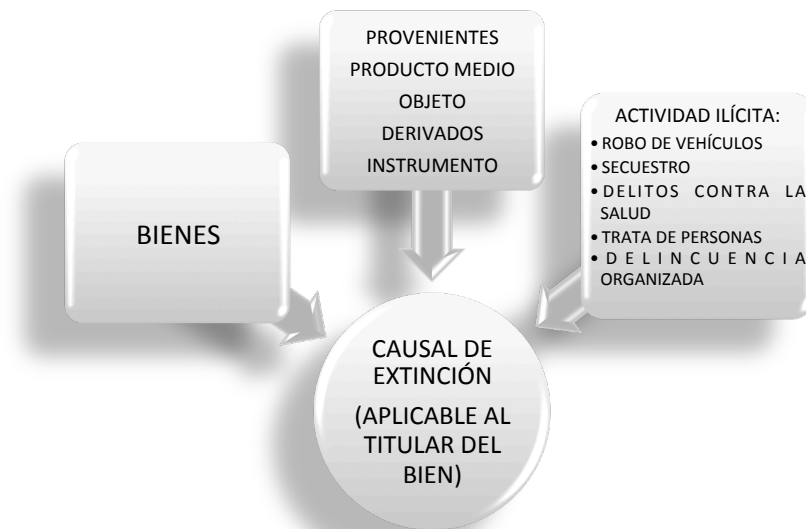 BIENES
PROVENIENTES
PRODUCTO MEDIO
OBJETO
DERIVADOS
INSTRUMENTO
ACTIVIDAD ILÍCITA:
• ROBO DE VEHÍCULOS
• SECUESTRO
• DELITOS CONTRA LA
SALUD
• TRATA DE PERSONAS
• DELINCUENCIA
ORGANIZADA
CAUSAL DE
EXTINCIÓN
(APLICABLE AL
TITULAR DEL
BIEN)